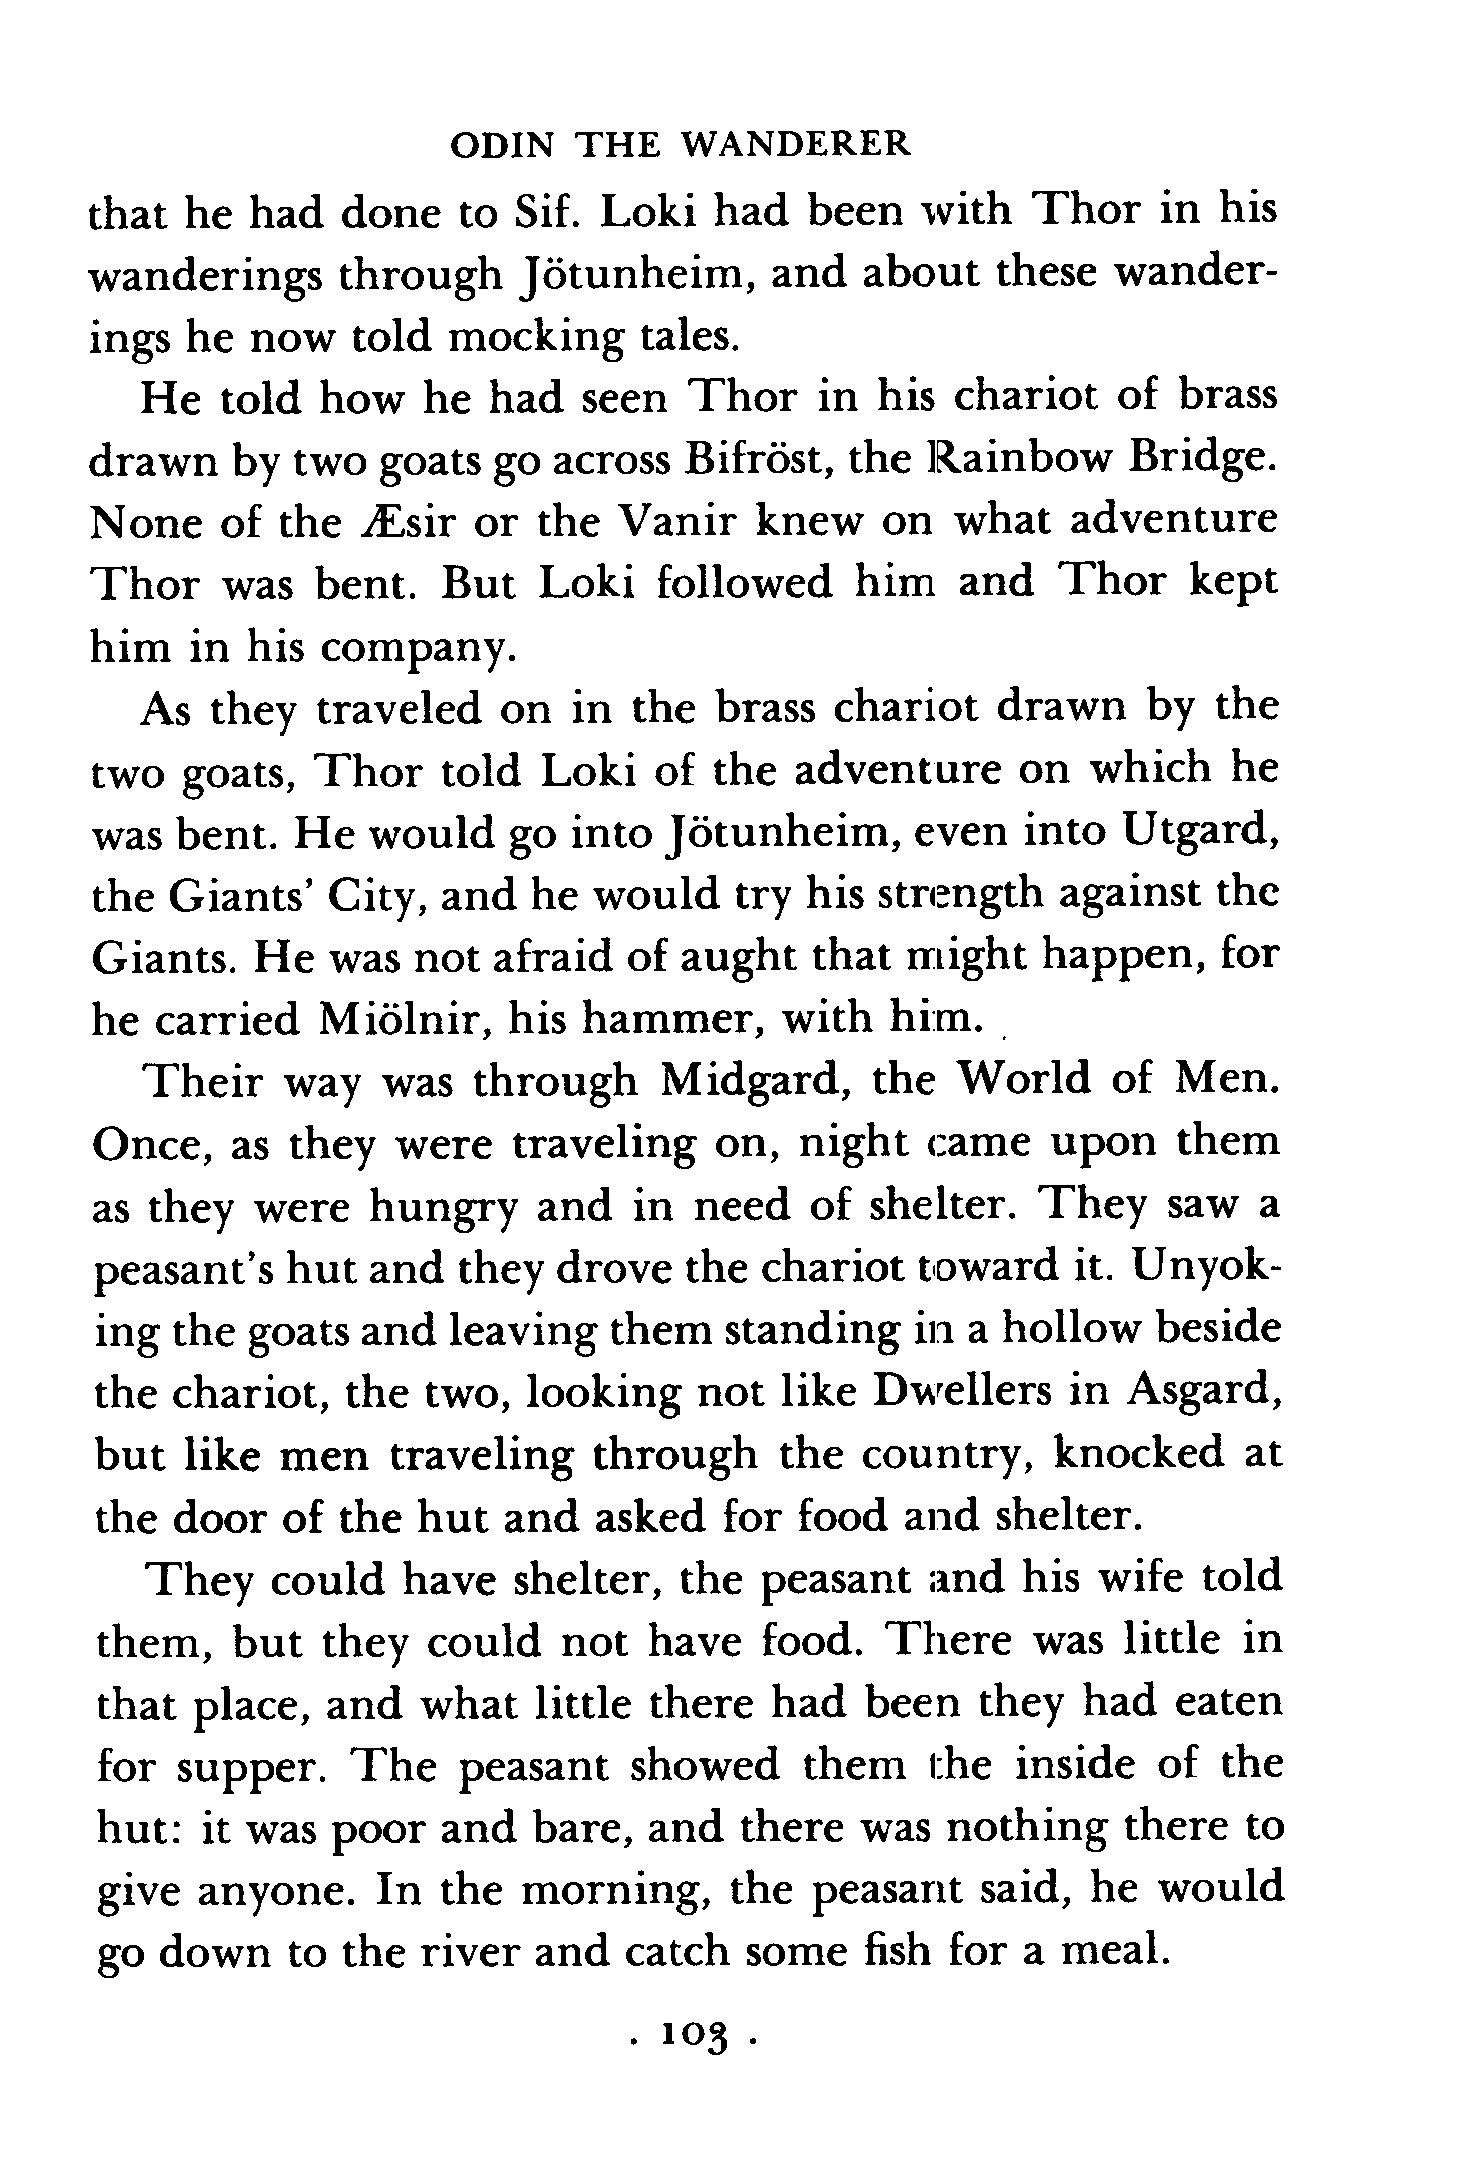 ODIN THE WANDERER
that he had done to Sif. Loki had been with Thor in his
wanderings through Jötunheim, and about these wander-
ings he now told mocking tales.
He told how he had seen Thor in his chariot of brass
drawn by two goats go across Bifröst, the Rainbow Bridge.
None of the Æsir or the Vanir knew on what adventure
Thor was bent. But Loki followed him and Thor kept
him in his company.
As they traveled on in the brass chariot drawn by the
two goats, Thor told Loki of the adventure on which he
was bent. He would go into Jötunheim, even into Utgard,
the Giants' City, and he would try his strength against the
Giants. He was not afraid of aught that might happen, for
he carried Miölnir, his hammer, with him.
Their way was through Midgard, the World of Men.
Once, as they were traveling on, night came upon them
as they were hungry and in need of shelter. They saw a
peasant's hut and they drove the chariot toward it. Unyok-
ing the goats and leaving them standing in a hollow beside
the chariot, the two, looking not like Dwellers in Asgard,
but like men traveling through the country, knocked at
the door of the hut and asked for food and shelter.
They could have shelter, the peasant and his wife told
them, but they could not have food. There was little in
that place, and what little there had been they had eaten
for supper. The peasant showed them the inside of the
hut: it was poor and bare, and there was nothing there to
give anyone. In the morning, the peasant said, he would
go down to the river and catch some fish for a meal.
. 103 .